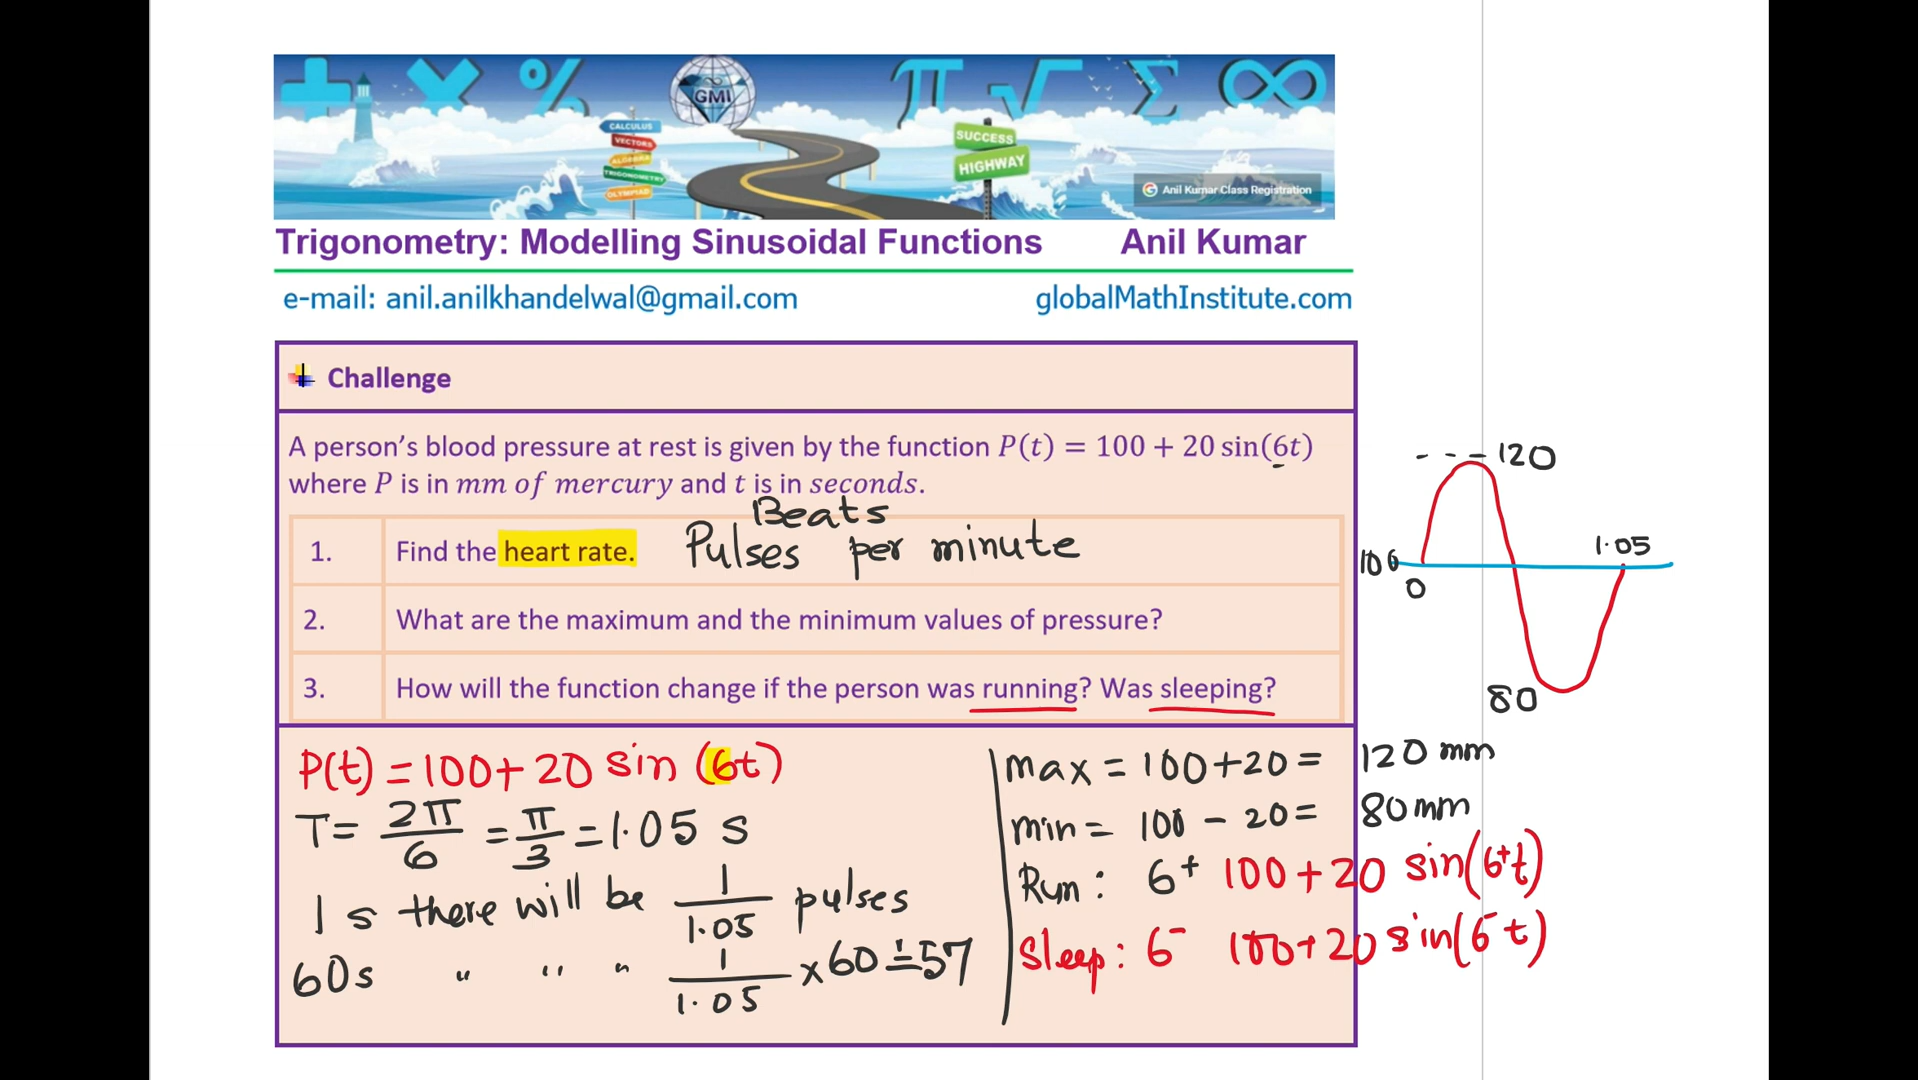 GMI
CALCULUS
VECTORS
ALGEBRA
TRIGONOMETRY
OLYMPIAD
SUCCESS
HIGHWAY
Anil Kumar Class Registration
Trigonometry: Modelling Sinusoidal Functions Anil Kumar
e-mail: anil.anilkhandelwal@gmail.com globalMathInstitute.com
Challenge
A person's blood pressure at rest is given by the function P(t) = 100 + 20 sin(6t)
where P is in mm of mercury and t is in seconds.
Beats
1. Find the heart rate. Pulses per minute
2. What are the maximum and the minimum values of pressure?
3. How will the function change if the person was running? Was sleeping?
120
100
0
1.05
80
P(t) = 100 + 20 sin (6t)
T = 2π/6 = π/3 = 1.05 s
1 s there will be 1/1.05 pulses
60s " " " 1/1.05 × 60 ≐ 57
max = 100+20 = 120 mm
min = 100 - 20 = 80 mm
Run: 6⁺ 100+20 sin(6⁺t)
Sleep: 6⁻ 100+20 sin(6⁻t)